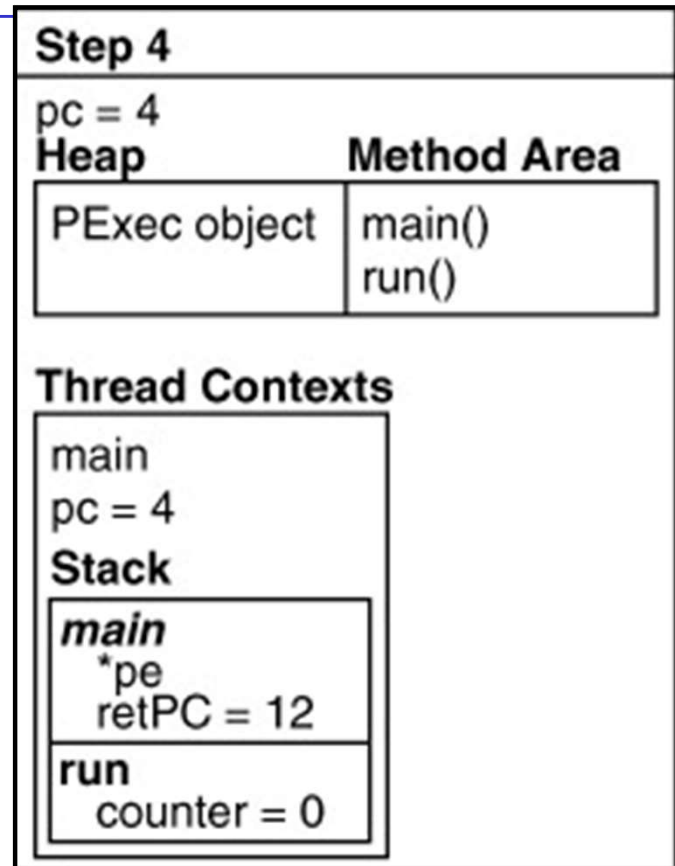 Step 4
pc = 4
Heap Method Area
PExec object main()
run()
Thread Contexts
main
pc = 4
Stack
main
*pe
retPC = 12
run
counter = 0